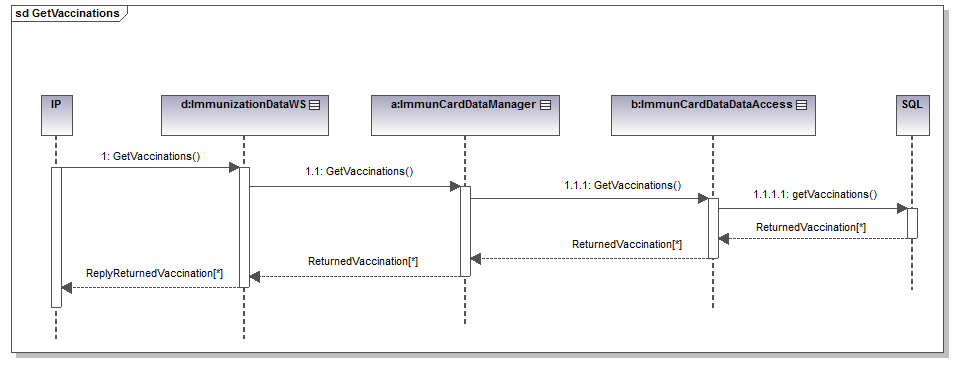 sd GetVaccinations
IP
d:ImmunizationDataWS
a:ImmunCardDataManager
b:ImmunCardDataDataAccess
SQL
1: GetVaccinations()
1.1: GetVaccinations()
1.1.1: GetVaccinations()
1.1.1.1: getVaccinations()
ReturnedVaccination[*]
ReturnedVaccination[*]
ReturnedVaccination[*]
ReplyReturnedVaccination[*]